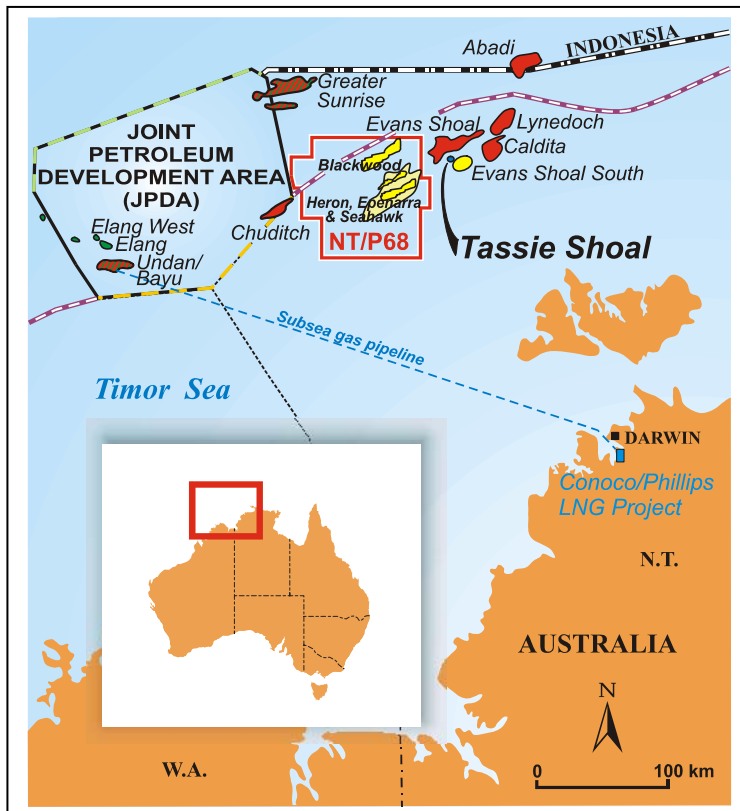 Abadi
INDONESIA
Greater
Sunrise
JOINT
PETROLEUM
DEVELOPMENT AREA
(JPDA)
Evans Shoal
Lynedoch
Caldita
Blackwood
Evans Shoal South
Heron, Epenarra
& Seahawk
Elang West
Elang
Undan/
Bayu
Chuditch
NT/P68
Tassie Shoal
Subsea gas pipeline
Timor Sea
DARWIN
Conoco/Phillips
LNG Project
N.T.
AUSTRALIA
N
W.A.
0 100 km